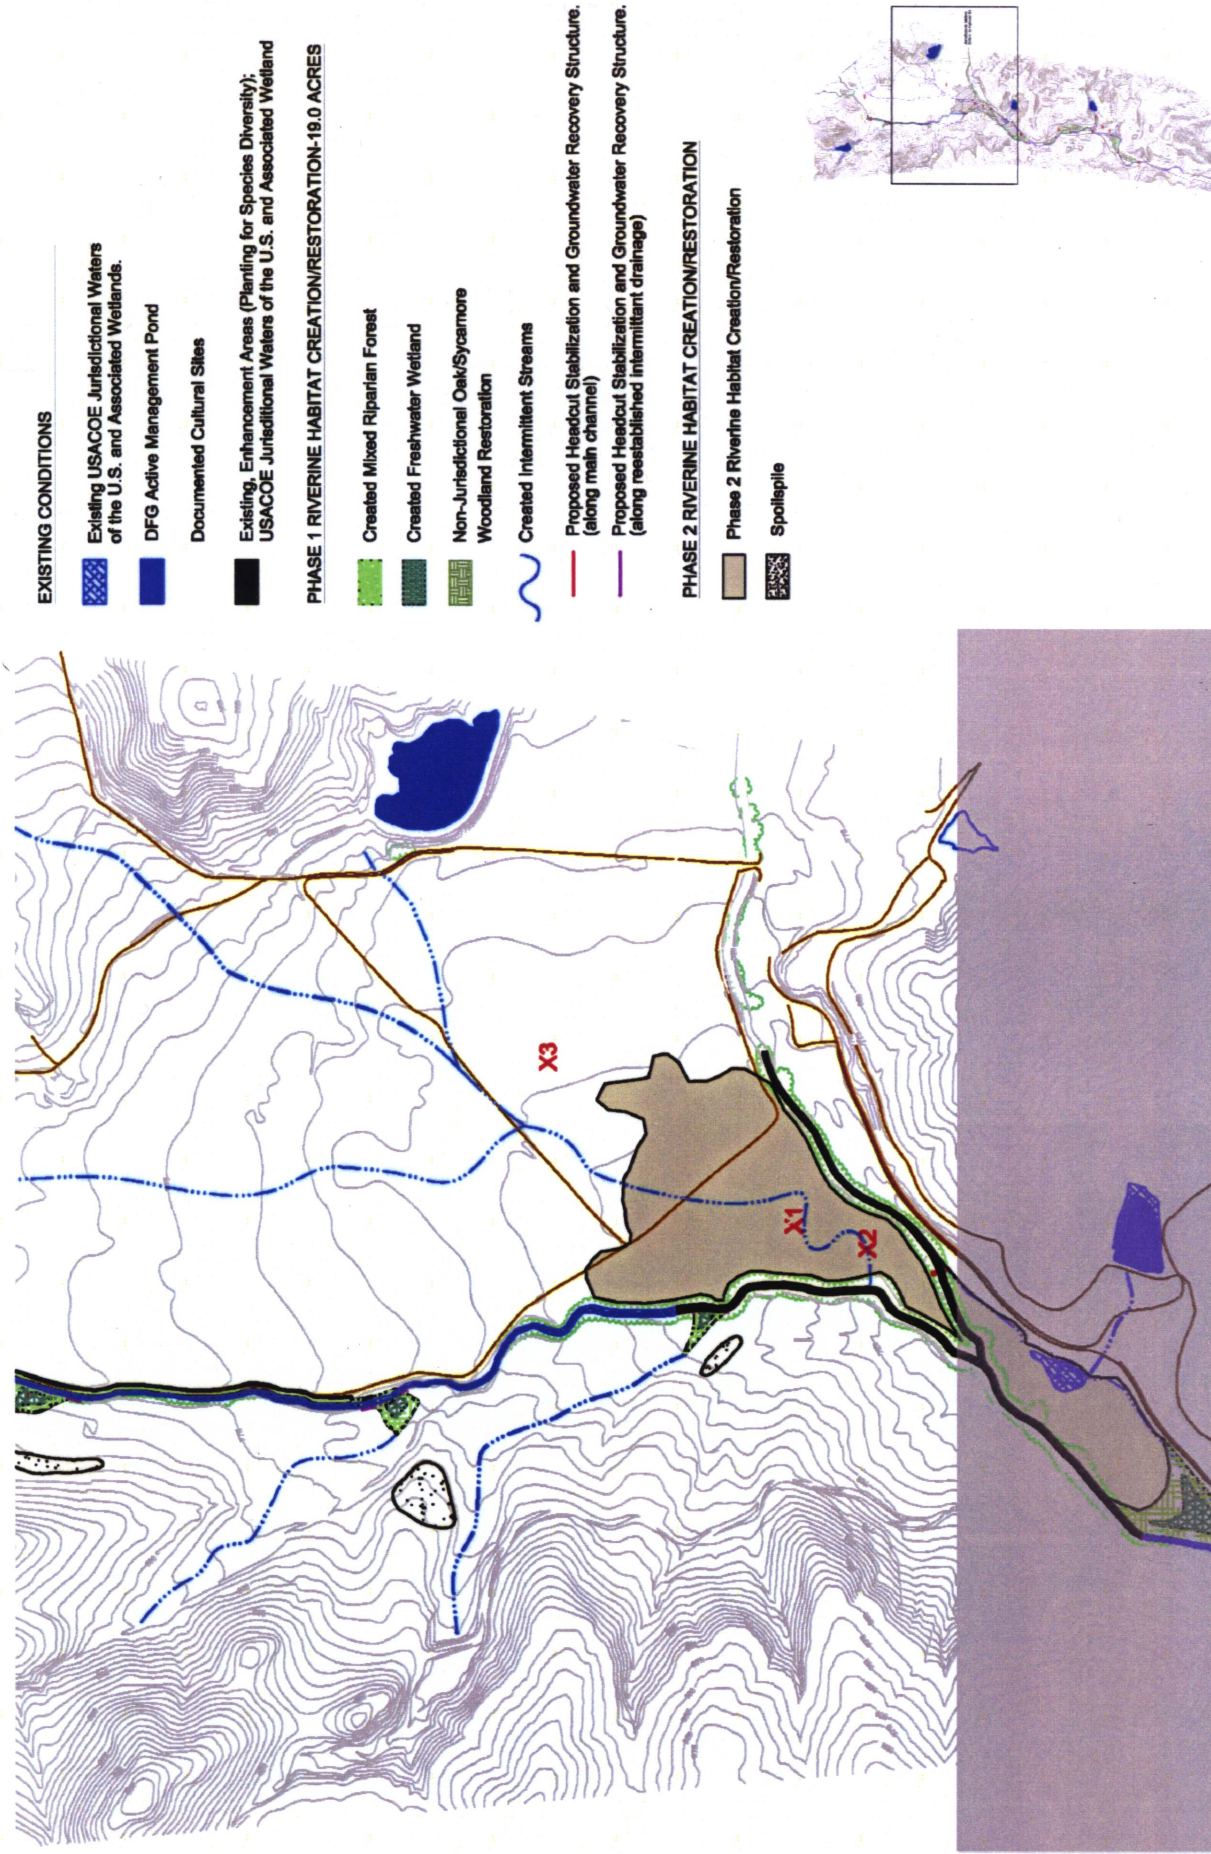 EXISTING CONDITIONS
Existing USACOE Jurisdictional Waters
of the U.S. and Associated Wetlands.
DFG Active Management Pond
Documented Cultural Sites
Existing, Enhancement Areas (Planting for Species Diversity);
USACOE Jurisditional Waters of the U.S. and Associated Wetland
PHASE 1 RIVERINE HABITAT CREATION/RESTORATION-19.0 ACRES
Created Mixed Riparian Forest
Created Freshwater Wetland
Non-Jurisdictional Oak/Sycamore
Woodland Restoration
Created Intermittent Streams
Proposed Headcut Stabilization and Groundwater Recovery Structure.
(along main channel)
Proposed Headcut Stabilization and Groundwater Recovery Structure.
(along reestablished intermittant drainage)
PHASE 2 RIVERINE HABITAT CREATION/RESTORATION
Phase 2 Riverine Habitat Creation/Restoration
Spoilspile
X3
X1
X2